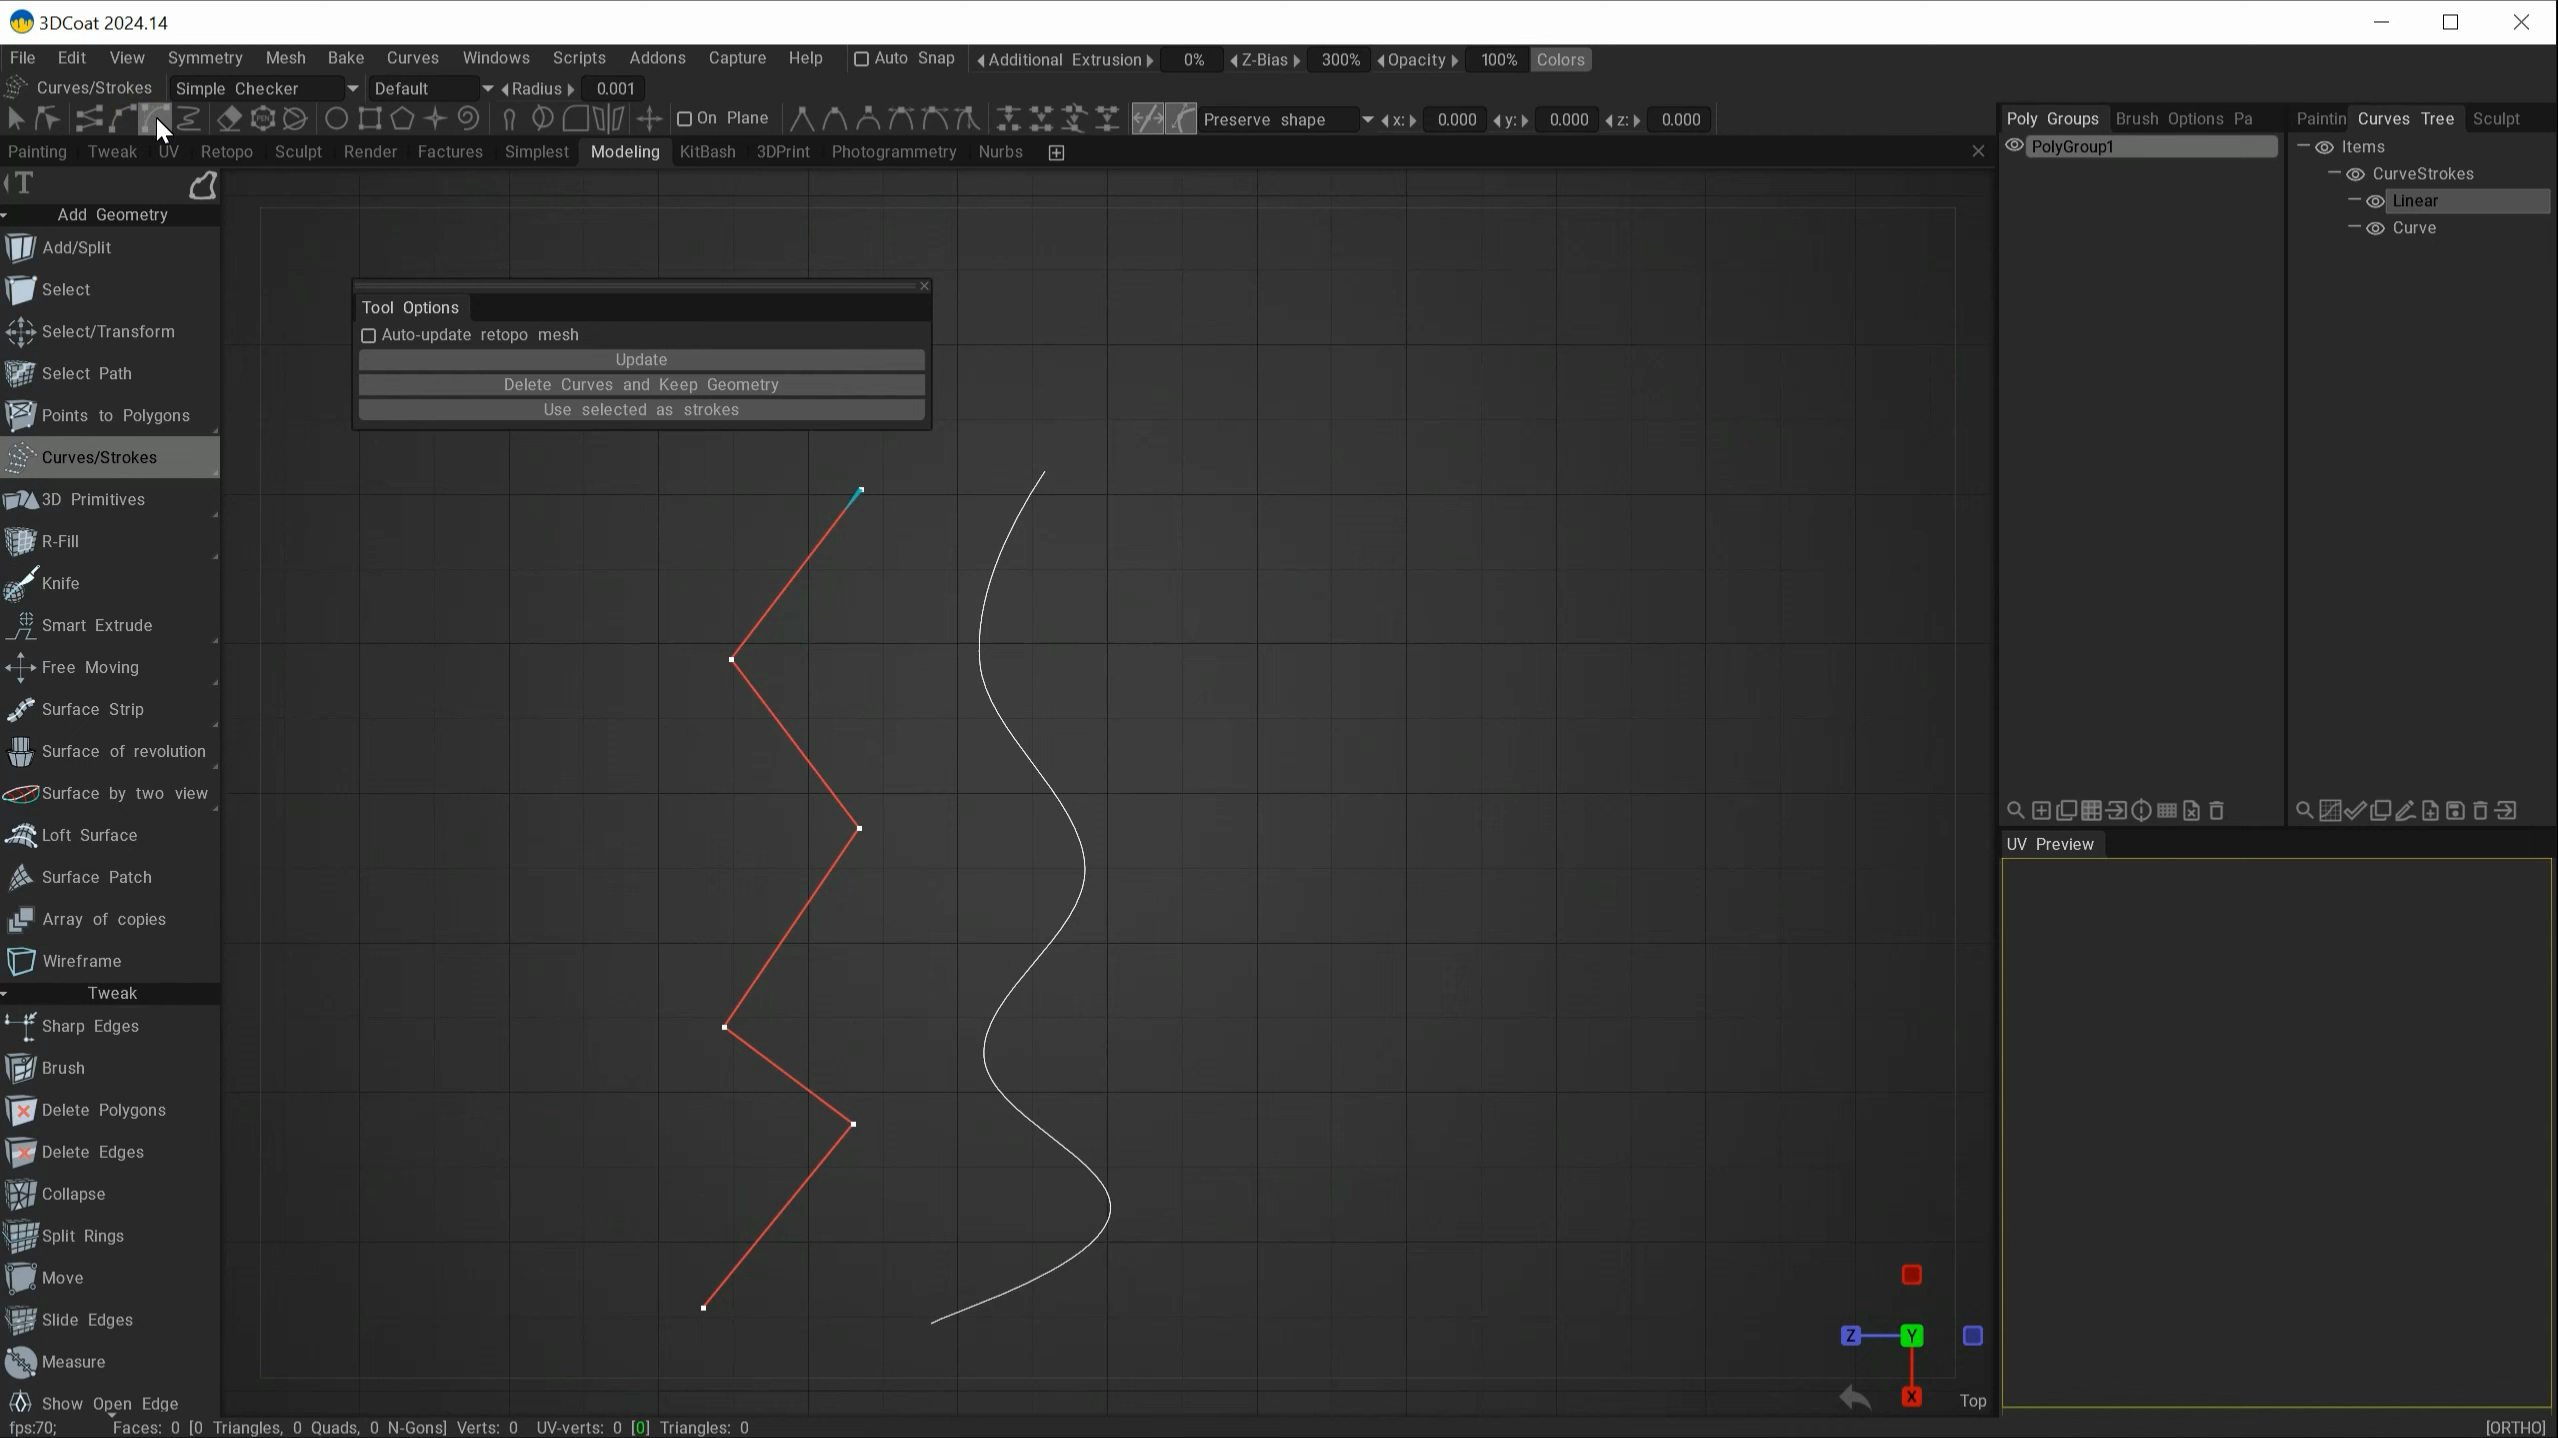 3DCoat 2024.14
File Edit View Symmetry Mesh Bake Curves Windows Scripts Addons Capture Help Auto Snap Additional Extrusion 0% Z-Bias 300% Opacity 100% Colors
Curves/Strokes Simple Checker Default Radius 0.001
PEN On Plane Preserve shape x: 0.000 y: 0.000 z: 0.000
Painting Tweak UV Retopo Sculpt Render Factures Simplest Modeling KitBash 3DPrint Photogrammetry Nurbs
T
Add Geometry
Add/Split
Select
Select/Transform
Select Path
Points to Polygons
Curves/Strokes
3D Primitives
R-Fill
Knife
Smart Extrude
Free Moving
Surface Strip
Surface of revolution
Surface by two view
Loft Surface
Surface Patch
Array of copies
Wireframe
Tweak
Sharp Edges
Brush
Delete Polygons
Delete Edges
Collapse
Split Rings
Move
Slide Edges
Measure
Show Open Edge
Tool Options
Auto-update retopo mesh
Update
Delete Curves and Keep Geometry
Use selected as strokes
Poly Groups Brush Options Pa
PolyGroup1
Paintin Curves Tree Sculpt
Items
CurveStrokes
Linear
Curve
UV Preview
Z Y
X
Top
fps:70; Faces: 0 [0 Triangles, 0 Quads, 0 N-Gons] Verts: 0 UV-verts: 0 [0] Triangles: 0
[ORTHO]